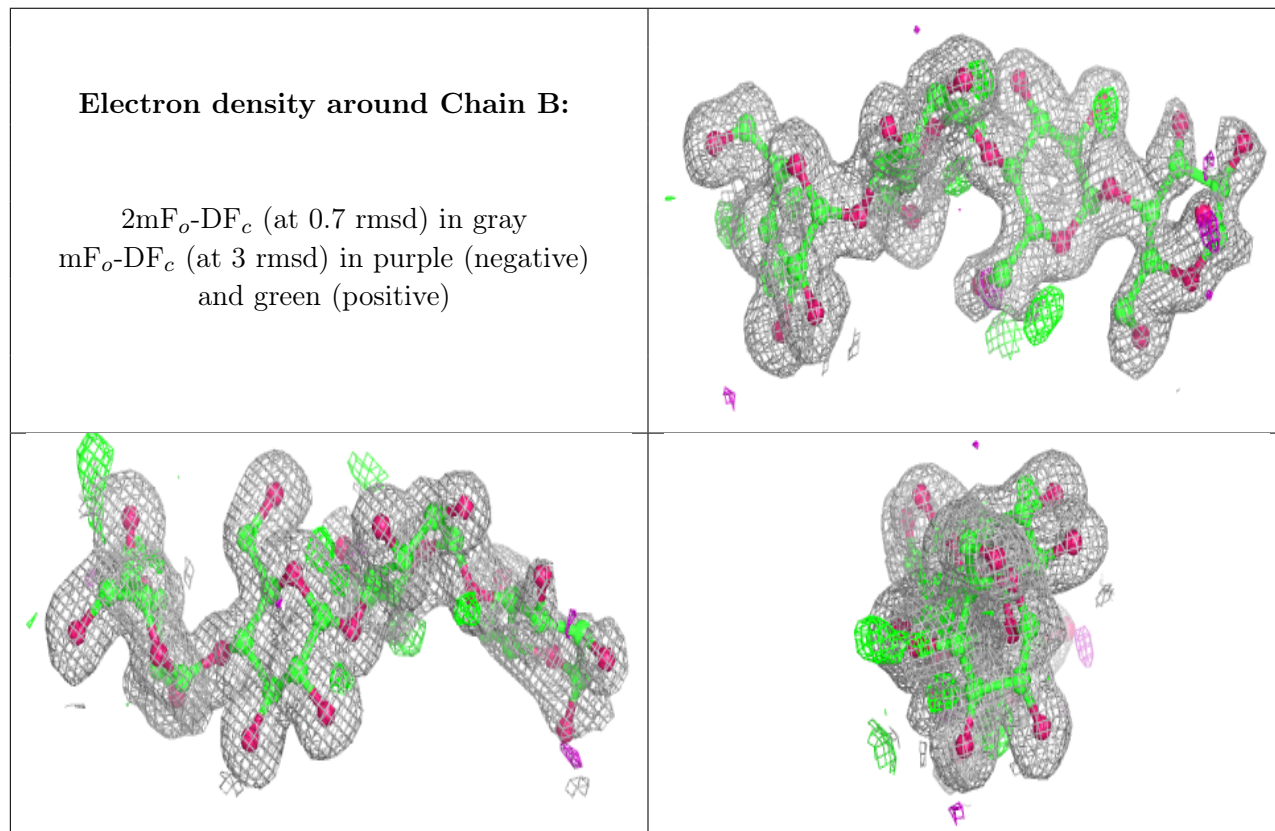 Electron density around Chain B:
2mFo-DFc (at 0.7 rmsd) in gray
mFo-DFc (at 3 rmsd) in purple (negative)
and green (positive)